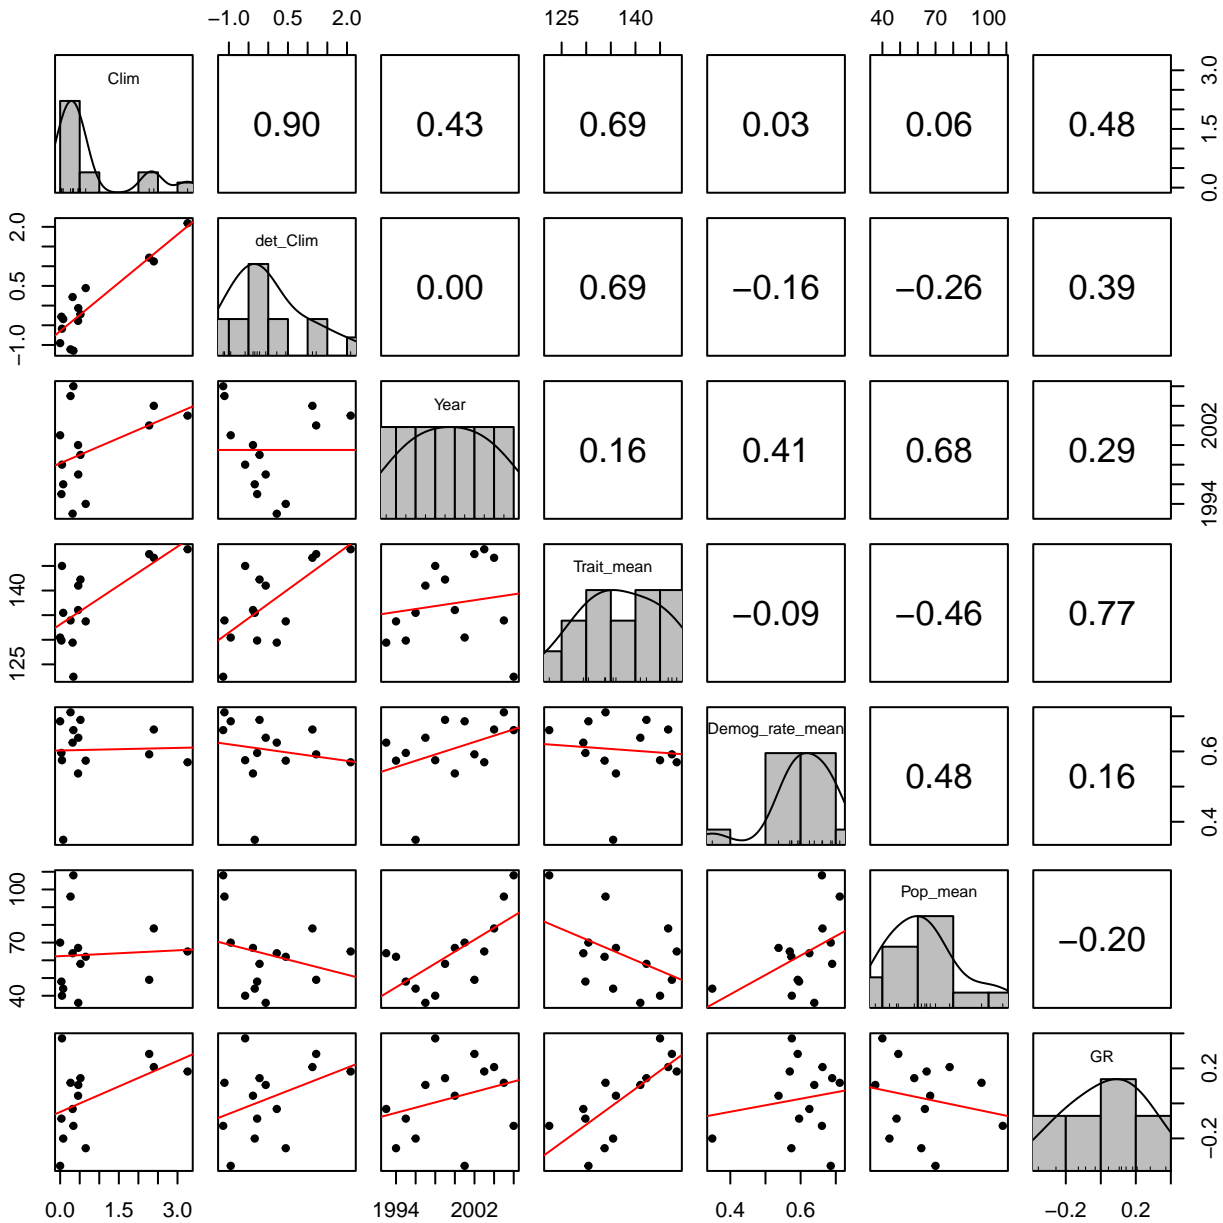 −1.0 0.5 2.0 125 140 40 70 100
Clim 0.90 0.43 0.69 0.03 0.06 0.48 0.0 1.5 3.0
−1.0 0.5 2.0 det_Clim 0.00 0.69 −0.16 −0.26 0.39
Year 0.16 0.41 0.68 0.29 1994 2002
125 140 Trait_mean −0.09 −0.46 0.77
Demog_rate_mean 0.48 0.16 0.4 0.6
40 70 100 Pop_mean −0.20
GR −0.2 0.2
0.0 1.5 3.0 1994 2002 0.4 0.6 −0.2 0.2